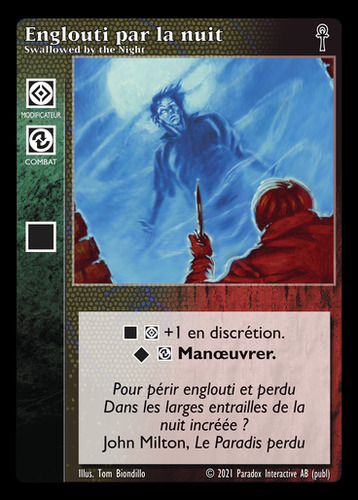 Englouti par la nuit
Swallowed by the Night
MODIFICATEUR
COMBAT
+1 en discrétion.
Manœuvrer.
Pour périr englouti et perdu
Dans les larges entrailles de la
nuit incréée ?
John Milton, Le Paradis perdu
Illus. Tom Biondillo © 2021 Paradox Interactive AB (publ)